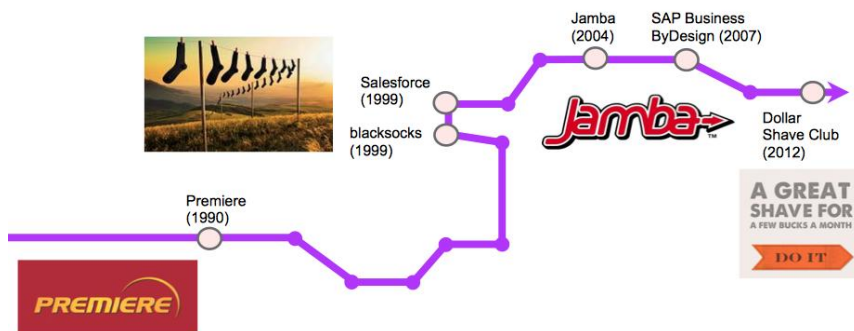 Jamba
(2004)
SAP Business
ByDesign (2007)
Salesforce
(1999)
blacksocks
(1999)
Jamba
TM
Dollar
Shave Club
(2012)
Premiere
(1990)
A GREAT
SHAVE FOR
A FEW BUCKS A MONTH
DO IT
PREMIERE